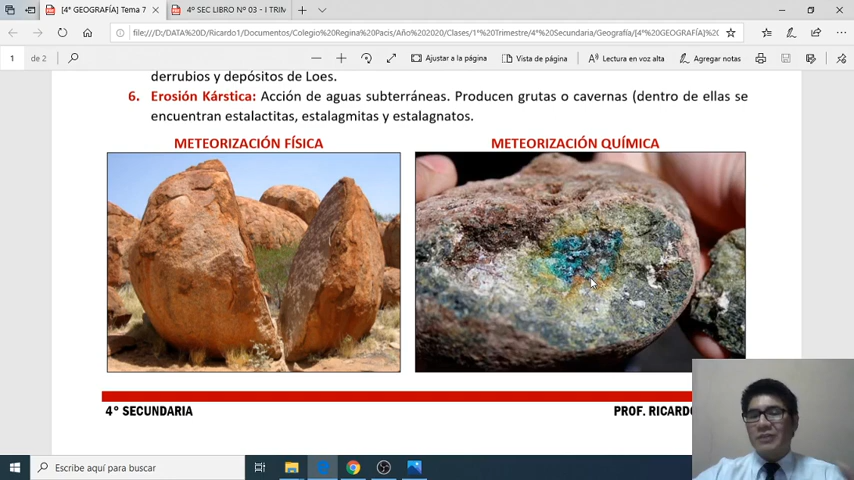 [4° GEOGRAFÍA] Tema 7
4º SEC LIBRO Nº 03 - I TRIM
file:///D:/DATA%20D/Ricardo1/Documentos/Colegio%20Regina%20Pacis/Año%202020/Clases/1°%20Trimestre/4°%20Secundaria/Geografía/[4°%20GEOGRAFÍA]%2
1
de 2
Ajustar a la página
Vista de página
Lectura en voz alta
Agregar notas
derrubios y depósitos de Loes.
6. Erosión Kárstica: Acción de aguas subterráneas. Producen grutas o cavernas (dentro de ellas se
encuentran estalactitas, estalagmitas y estalagnatos.
METEORIZACIÓN FÍSICA
METEORIZACIÓN QUÍMICA
4° SECUNDARIA
PROF. RICARDO
Escribe aquí para buscar